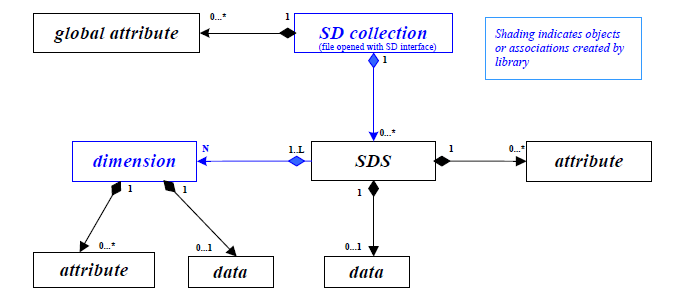 0...*
1
global attribute
SD collection
(file opened with SD interface)
Shading indicates objects
or associations created by
library
1
0...*
N
1..L
1
0...*
dimension
SDS
attribute
1
1
1
0...*
0...1
0...1
attribute
data
data